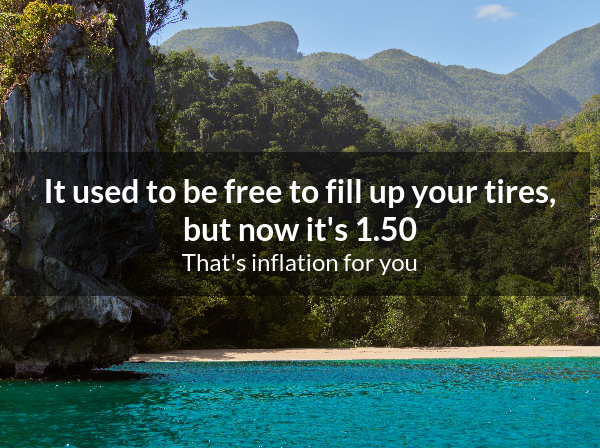 It used to be free to fill up your tires,
but now it's 1.50
That's inflation for you